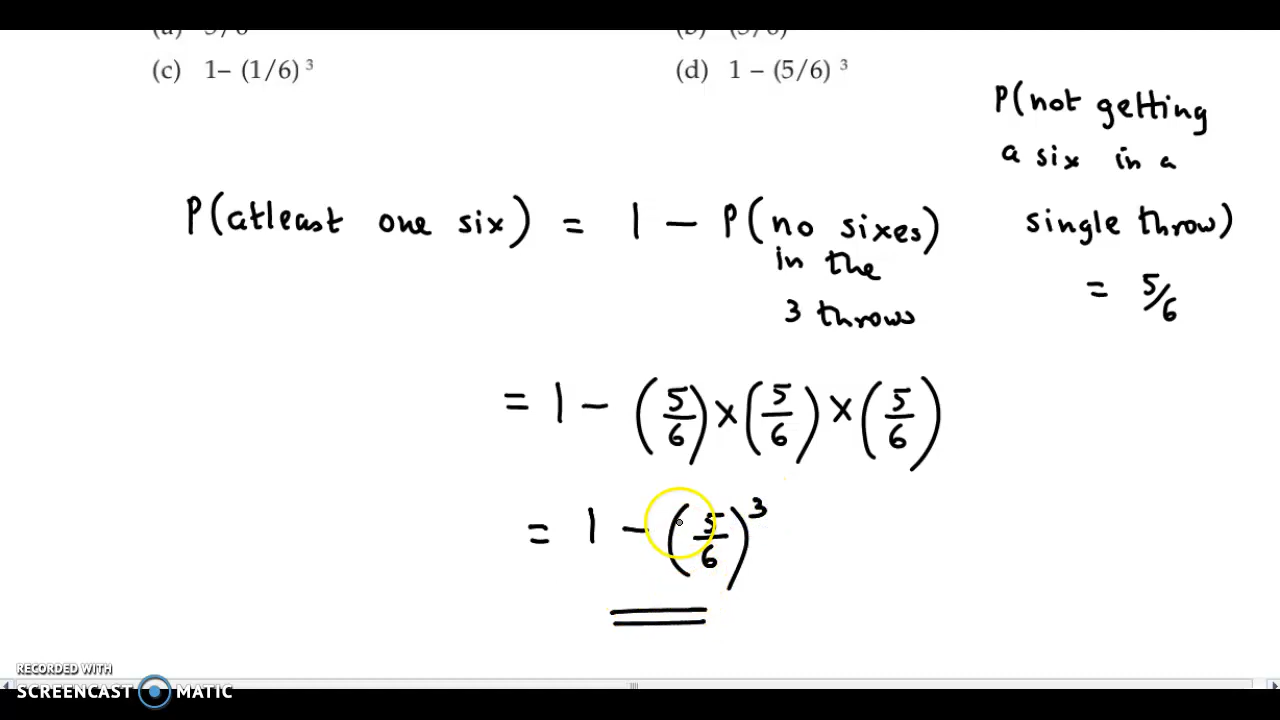 (c) 1– (1/6) ³
(d) 1 – (5/6) ³
P(not getting
a six in a
single throw)
= 5/6
P(atleast one six) = 1 – P(no sixes)
in the
3 throws
= 1 – (5/6) × (5/6) × (5/6)
= 1 – (5/6)³
RECORDED WITH
SCREENCAST MATIC